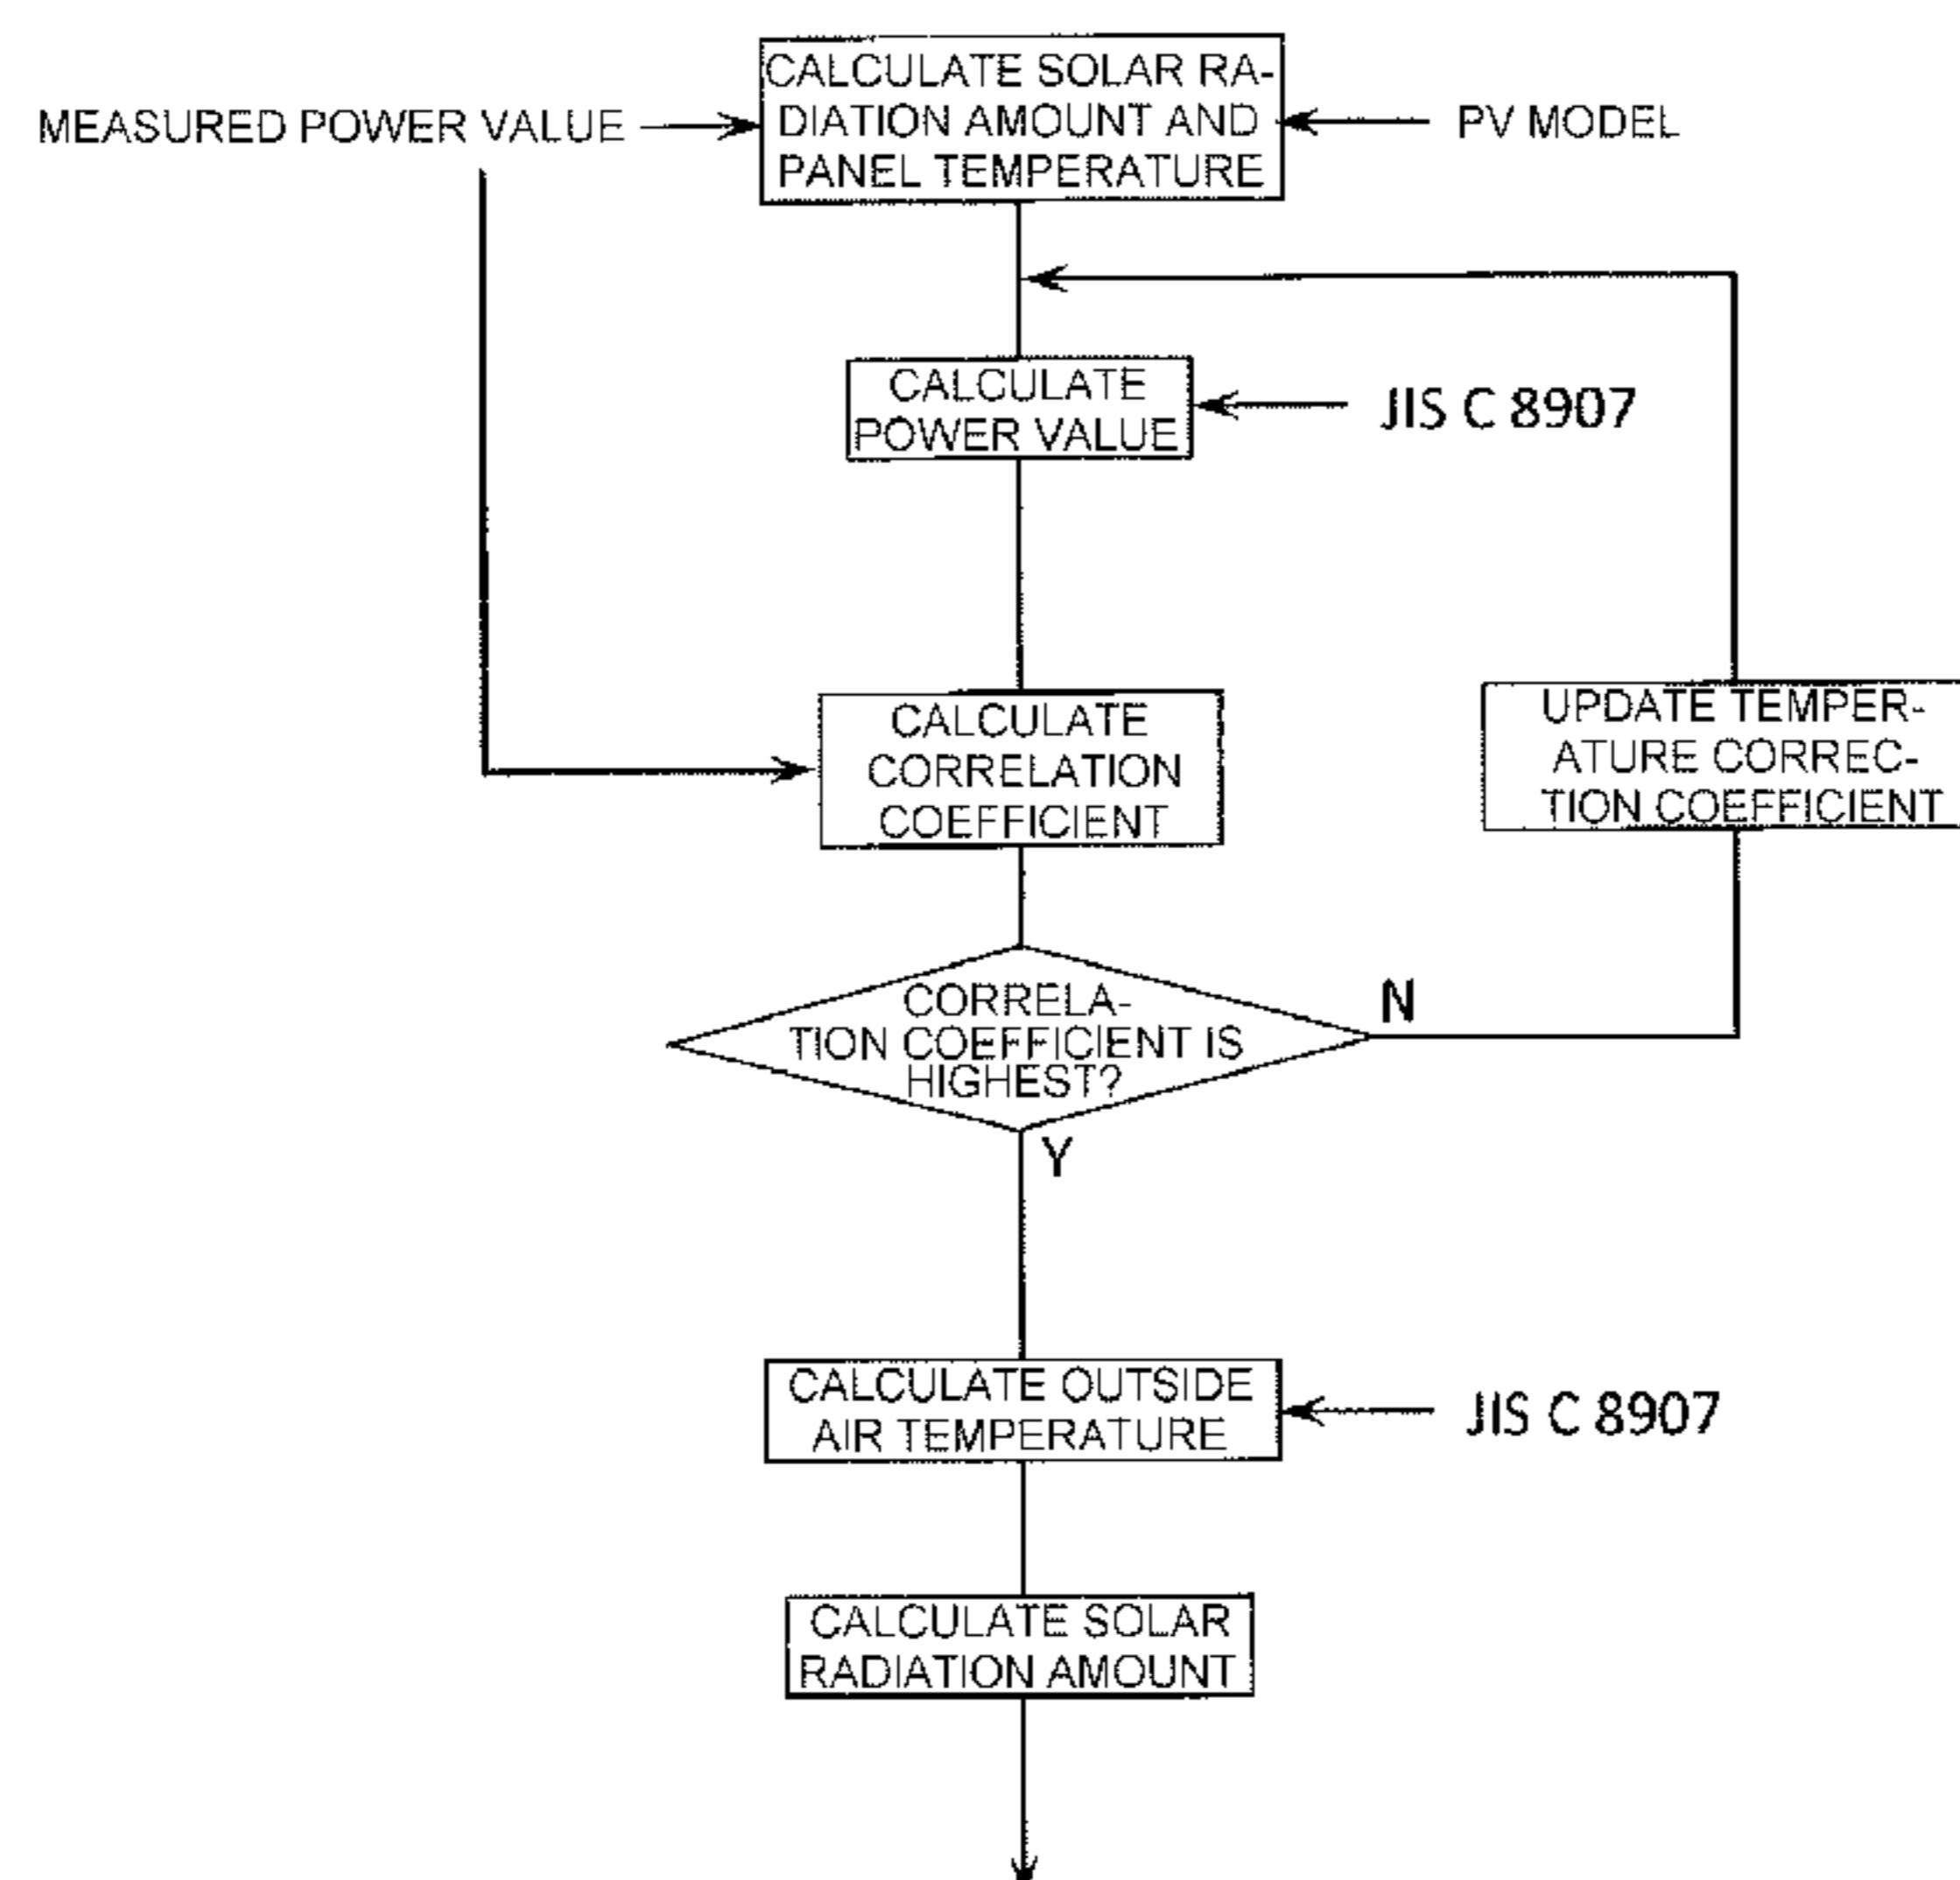 CALCULATE SOLAR RA-
DIATION AMOUNT AND
PANEL TEMPERATURE
MEASURED POWER VALUE
PV MODEL
CALCULATE
POWER VALUE
JIS C 8907
CALCULATE
CORRELATION
COEFFICIENT
UPDATE TEMPER-
ATURE CORREC-
TION COEFFICIENT
CORRELA-
TION COEFFICIENT IS
HIGHEST?
N
Y
CALCULATE OUTSIDE
AIR TEMPERATURE
JIS C 8907
CALCULATE SOLAR
RADIATION AMOUNT